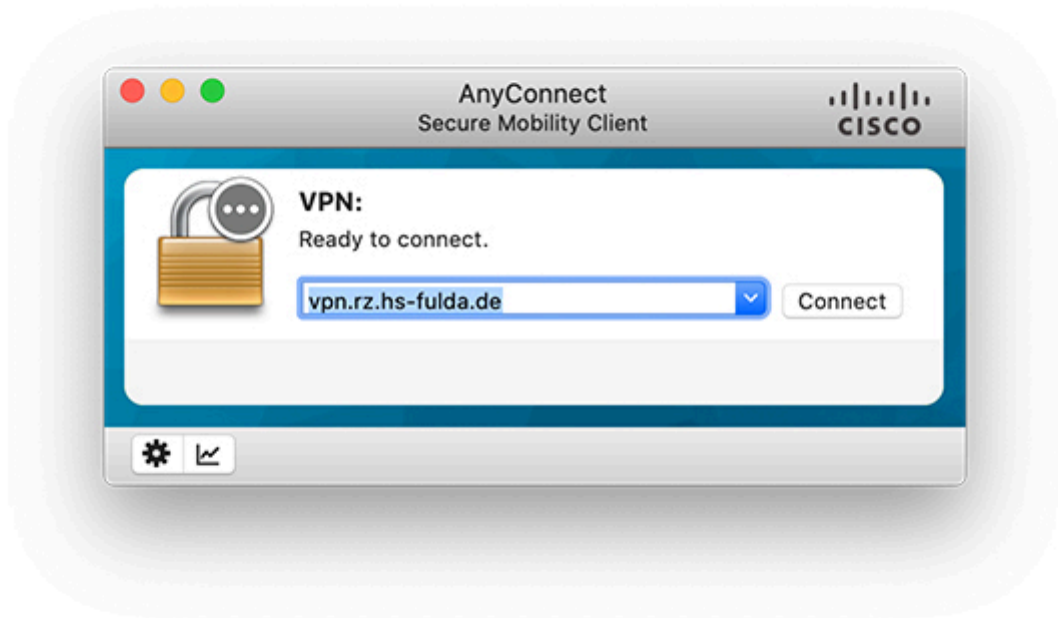 AnyConnect
Secure Mobility Client
CISCO
VPN:
Ready to connect.
vpn.rz.hs-fulda.de
Connect